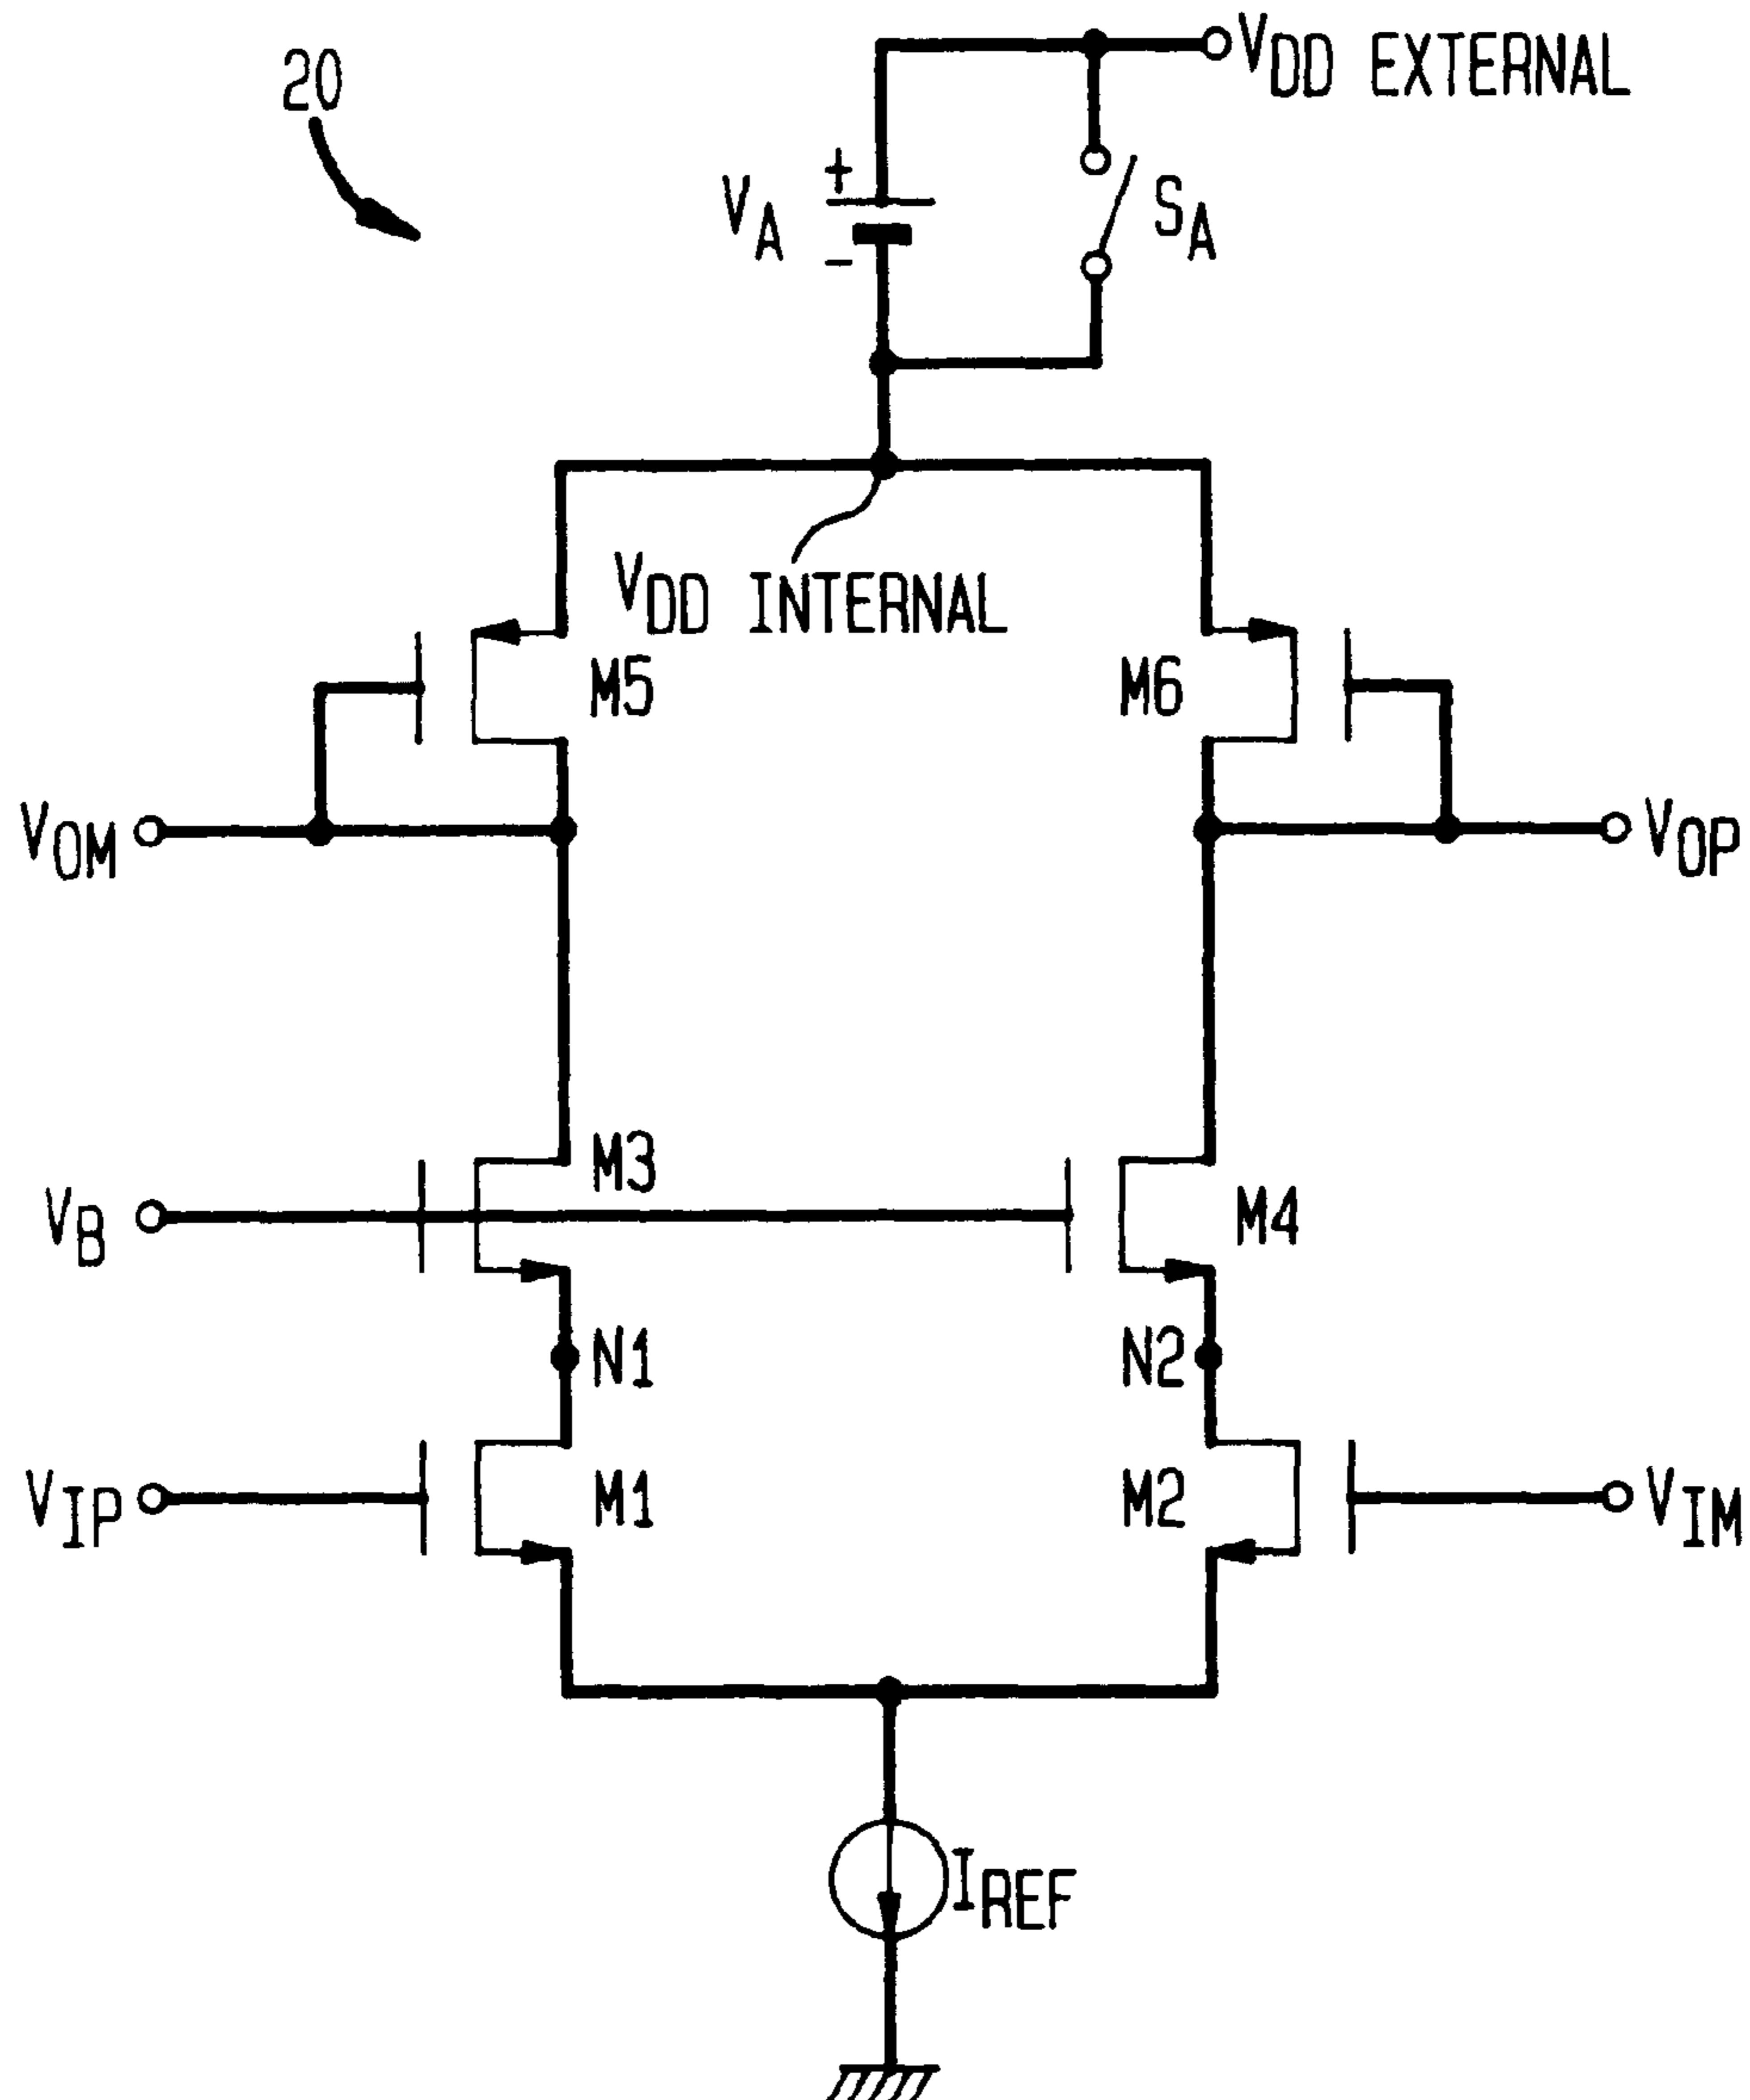 20
VDD EXTERNAL
+
VA
-
SA
VDD INTERNAL
M5
M6
VOM
VOP
M3
VB
M4
N1
N2
VIP
M1
M2
VIM
IREF